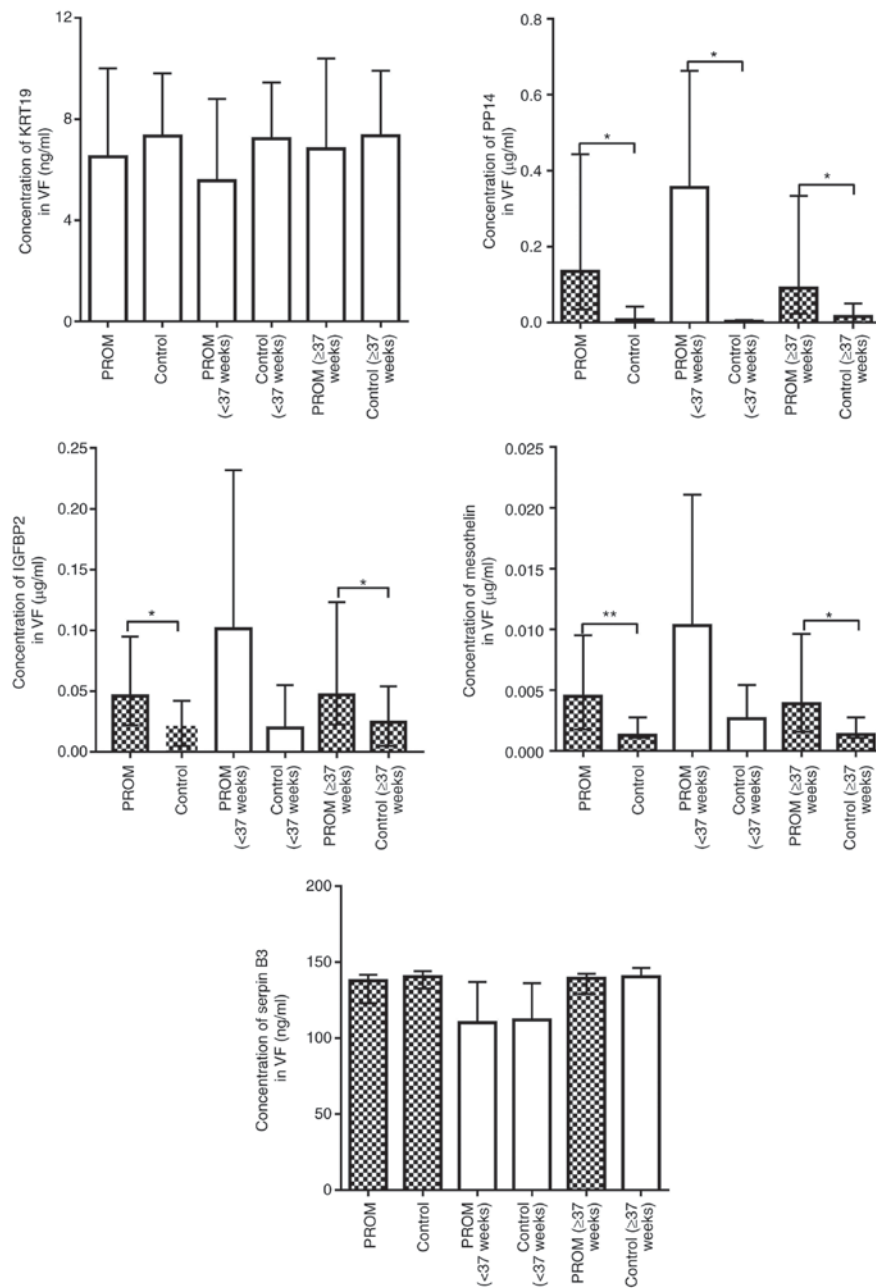 Concentration of KRT19
in VF (ng/ml)
12
8
4
0
PROM
Control
PROM
(<37 weeks)
Control
(<37 weeks)
PROM (≥37
weeks)
Control (≥37
weeks)
Concentration of PP14
in VF (µg/ml)
0.8
0.6
0.4
0.2
0.0
*
*
*
PROM
Control
PROM
(<37 weeks)
Control
(<37 weeks)
PROM (≥37
weeks)
Control (≥37
weeks)
Concentration of IGFBP2
in VF (µg/ml)
0.25
0.20
0.15
0.10
0.05
0.00
*
*
PROM
Control
PROM
(<37 weeks)
Control
(<37 weeks)
PROM (≥37
weeks)
Control (≥37
weeks)
Concentration of mesothelin
in VF (µg/ml)
0.025
0.020
0.015
0.010
0.005
0.000
**
*
PROM
Control
PROM
(<37 weeks)
Control
(<37 weeks)
PROM (≥37
weeks)
Control (≥37
weeks)
Concentration of serpin B3
in VF (ng/ml)
200
150
100
50
0
PROM
Control
PROM
(<37 weeks)
Control
(<37 weeks)
PROM (≥37
weeks)
Control (≥37
weeks)